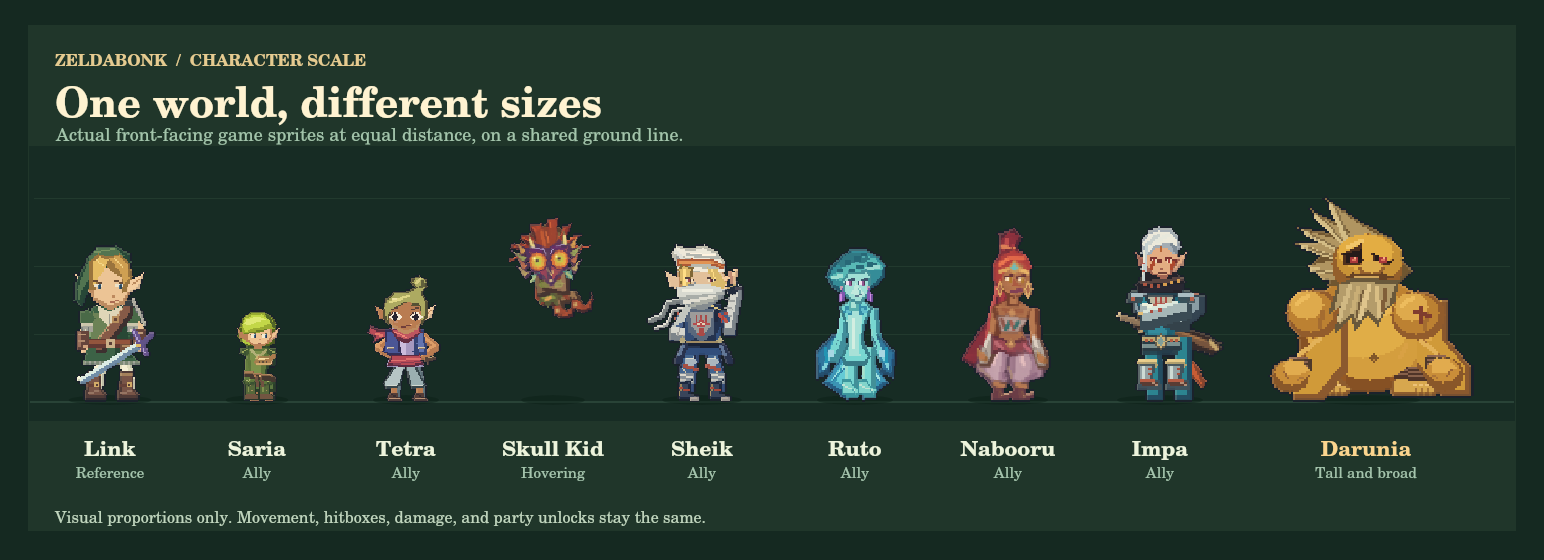 ZELDABONK / CHARACTER SCALE
One world, different sizes
Actual front-facing game sprites at equal distance, on a shared ground line.
Link Saria Tetra Skull Kid Sheik Ruto Nabooru Impa Darunia
Reference Ally Ally Hovering Ally Ally Ally Ally Tall and broad
Visual proportions only. Movement, hitboxes, damage, and party unlocks stay the same.